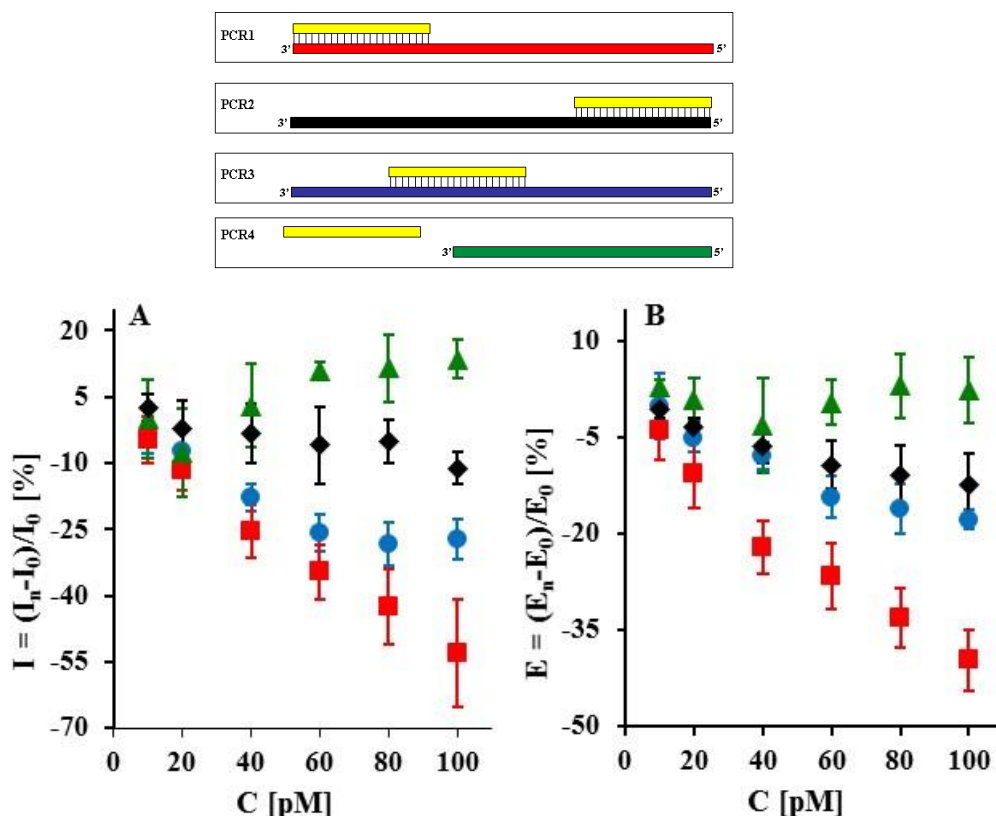 PCR1
3’ 5’
PCR2
3’ 5’
PCR3
3’ 5’
PCR4
3’ 5’
A
I = (Iₙ-I₀)/I₀ [%]
20
5
-10
-25
-40
-55
-70
0 20 40 60 80 100
C [pM]
B
E = (Eₙ-E₀)/E₀ [%]
10
-5
-20
-35
-50
0 20 40 60 80 100
C [pM]